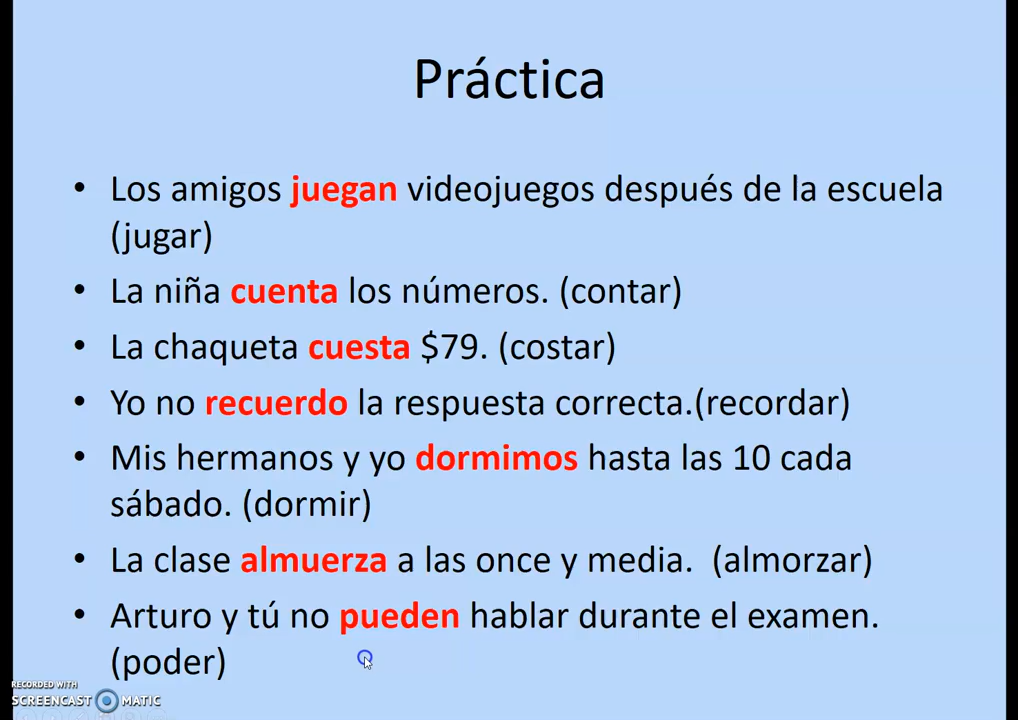 Práctica
• Los amigos juegan videojuegos después de la escuela
(jugar)
• La niña cuenta los números. (contar)
• La chaqueta cuesta $79. (costar)
• Yo no recuerdo la respuesta correcta.(recordar)
• Mis hermanos y yo dormimos hasta las 10 cada
sábado. (dormir)
• La clase almuerza a las once y media.  (almorzar)
• Arturo y tú no pueden hablar durante el examen.
(poder)
RECORDED WITH
SCREENCAST MATIC